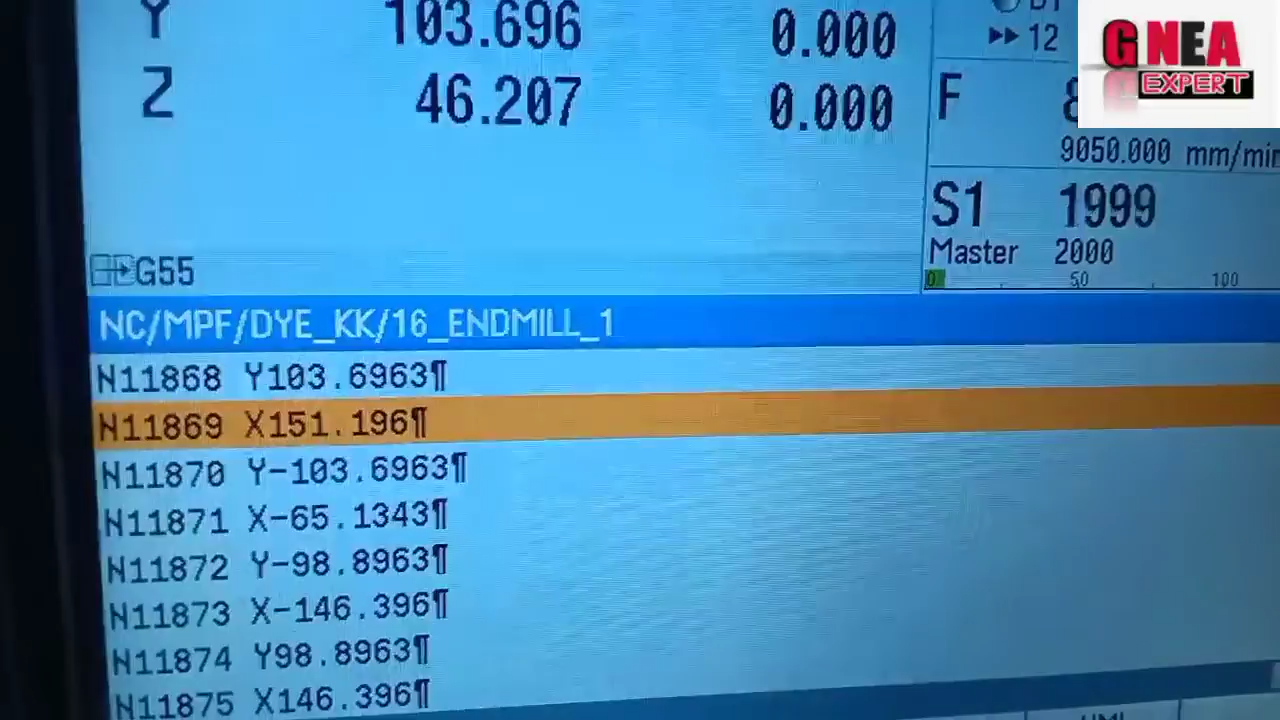 Y 103.696 0.000
12
Z 46.207 0.000
F
9050.000 mm/min
S1 1999
Master 2000
0 50 100
G55
NC/MPF/DYE_KK/16_ENDMILL_1
N11868 Y103.6963¶
N11869 X151.196¶
N11870 Y-103.6963¶
N11871 X-65.1343¶
N11872 Y-98.8963¶
N11873 X-146.396¶
N11874 Y98.8963¶
N11875 X146.396¶
GNEA
EXPERT